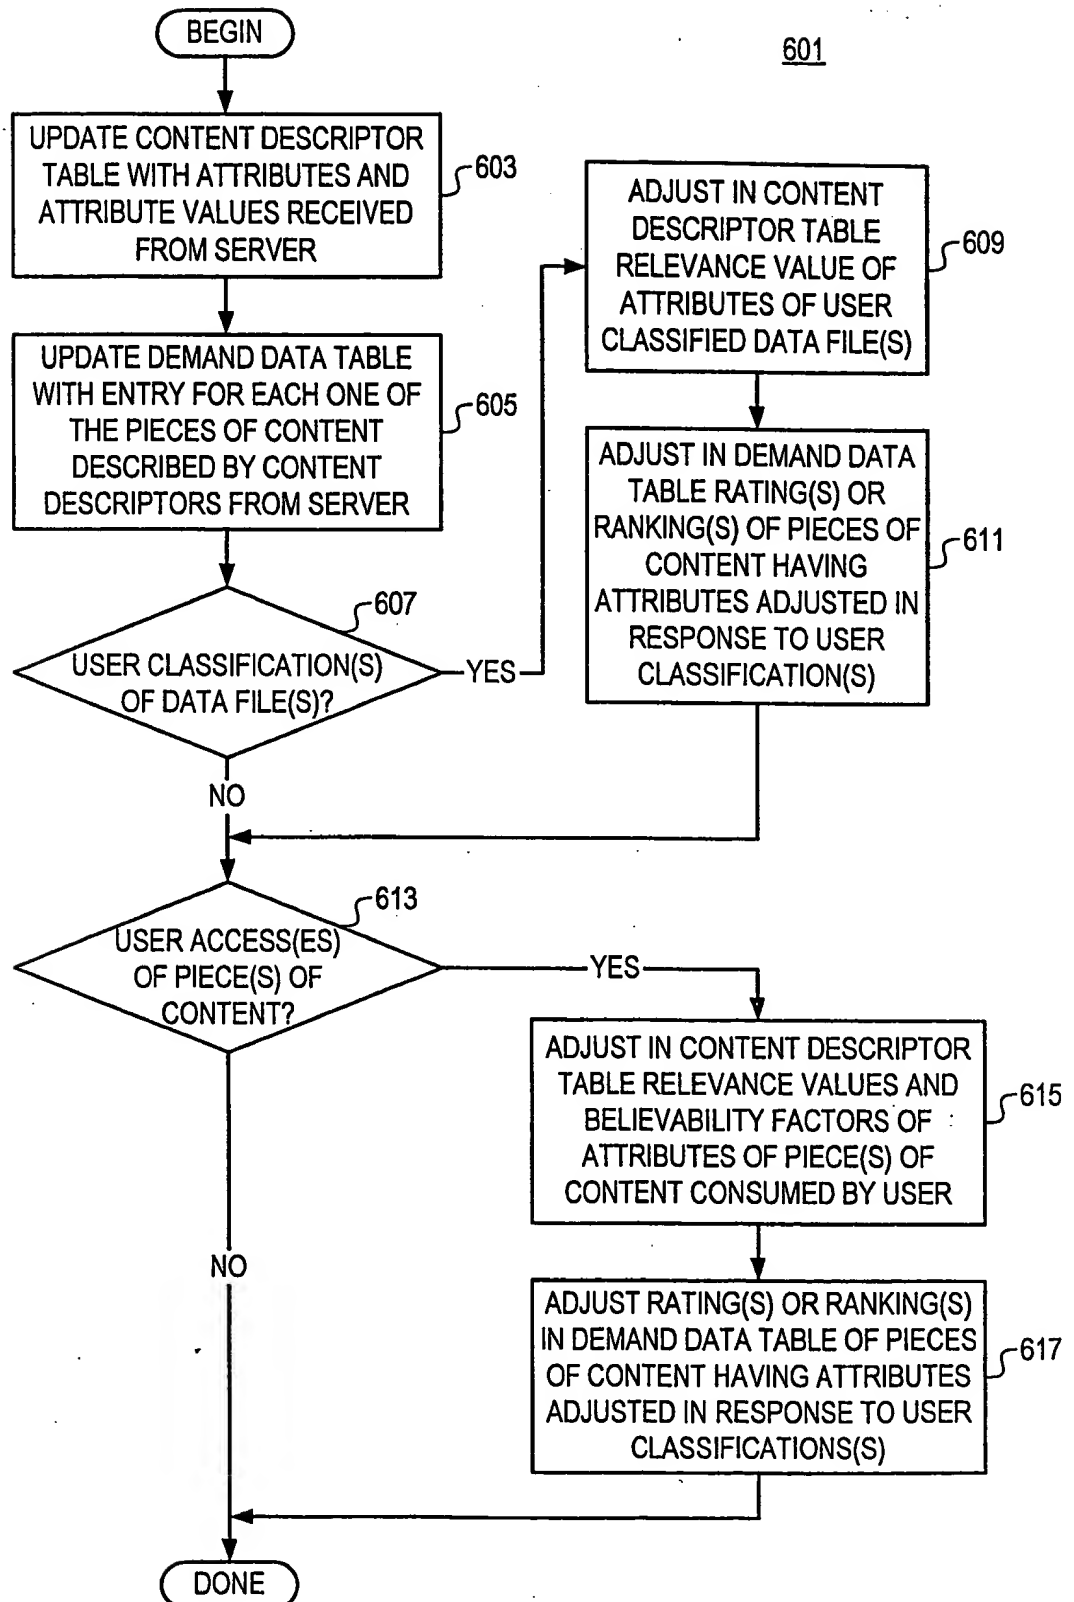 BEGIN
601
UPDATE CONTENT DESCRIPTOR
TABLE WITH ATTRIBUTES AND
ATTRIBUTE VALUES RECEIVED
FROM SERVER
603
UPDATE DEMAND DATA TABLE
WITH ENTRY FOR EACH ONE OF
THE PIECES OF CONTENT
DESCRIBED BY CONTENT
DESCRIPTORS FROM SERVER
605
607
USER CLASSIFICATION(S)
OF DATA FILE(S)?
YES
NO
ADJUST IN CONTENT
DESCRIPTOR TABLE
RELEVANCE VALUE OF
ATTRIBUTES OF USER
CLASSIFIED DATA FILE(S)
609
ADJUST IN DEMAND DATA
TABLE RATING(S) OR
RANKING(S) OF PIECES OF
CONTENT HAVING
ATTRIBUTES ADJUSTED IN
RESPONSE TO USER
CLASSIFICATION(S)
611
613
USER ACCESS(ES)
OF PIECE(S) OF
CONTENT?
YES
NO
ADJUST IN CONTENT DESCRIPTOR
TABLE RELEVANCE VALUES AND
BELIEVABILITY FACTORS OF
ATTRIBUTES OF PIECE(S) OF
CONTENT CONSUMED BY USER
615
ADJUST RATING(S) OR RANKING(S)
IN DEMAND DATA TABLE OF PIECES
OF CONTENT HAVING ATTRIBUTES
ADJUSTED IN RESPONSE TO USER
CLASSIFICATIONS(S)
617
DONE